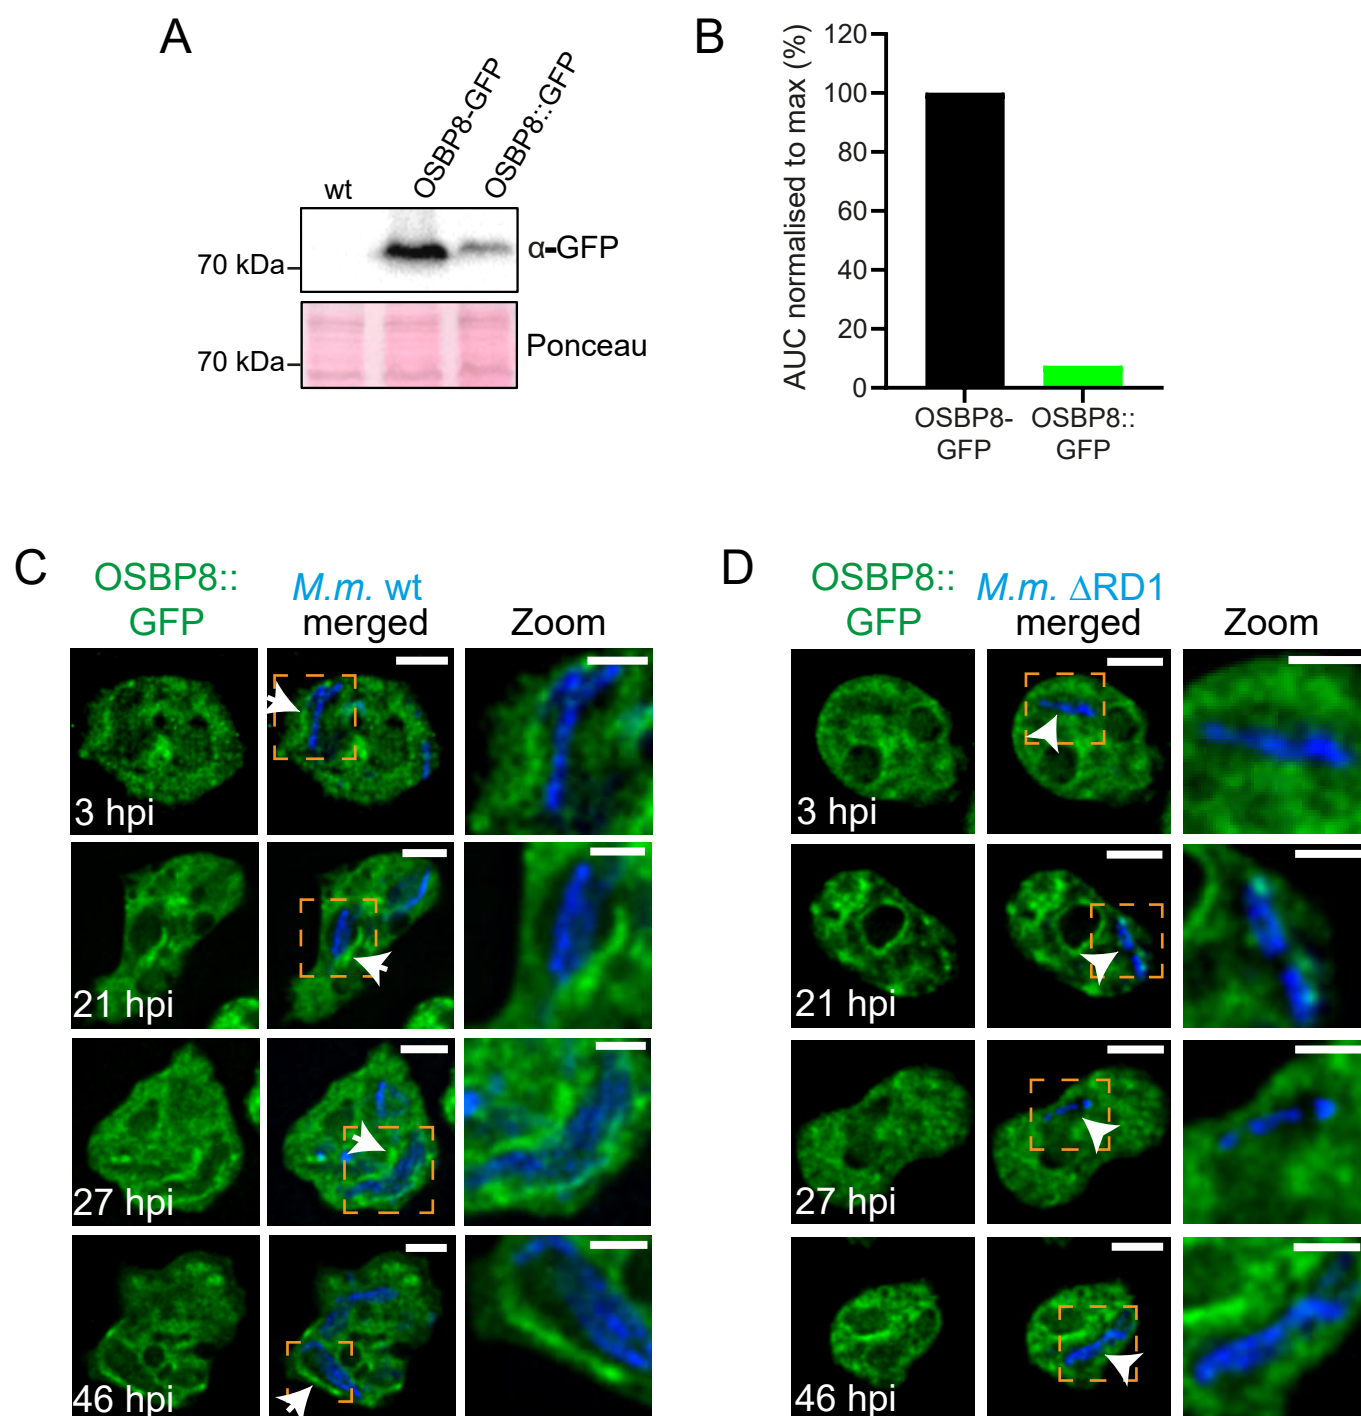 A
wt
OSBP8-GFP
OSBP8::GFP
70 kDa
α-GFP
70 kDa
Ponceau
B
AUC normalised to max (%)
120
100
80
60
40
20
0
OSBP8-
GFP
OSBP8::
GFP
C
OSBP8::
GFP
M.m. wt
merged
Zoom
3 hpi
21 hpi
27 hpi
46 hpi
D
OSBP8::
GFP
M.m. ΔRD1
merged
Zoom
3 hpi
21 hpi
27 hpi
46 hpi